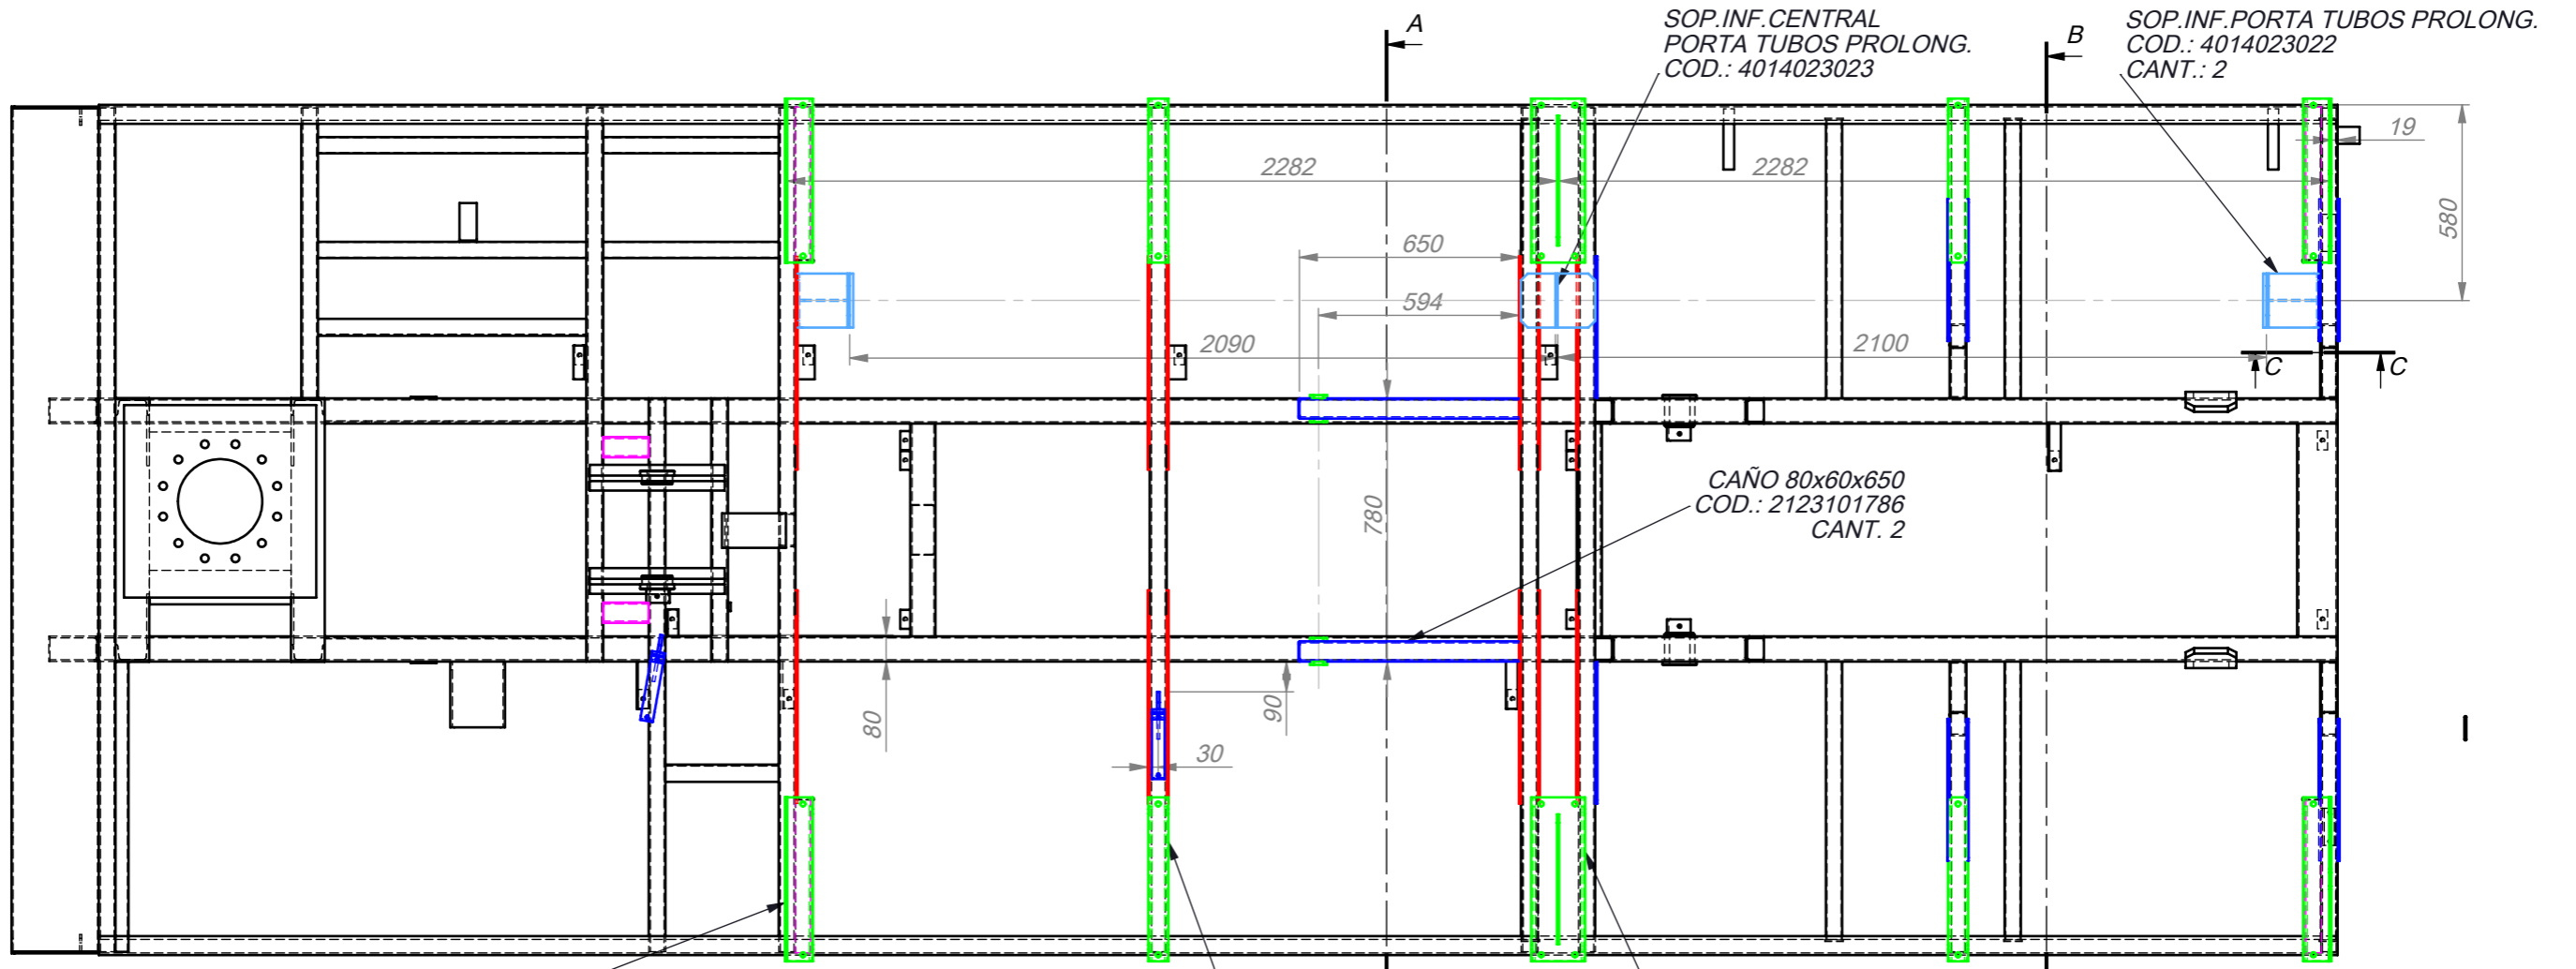 A
SOP.INF.CENTRAL
PORTA TUBOS PROLONG.
COD.: 4014023023
B
SOP.INF.PORTA TUBOS PROLONG.
COD.: 4014023022
CANT.: 2
19
2282
2282
580
650
594
2090
2100
C
C
780
CAÑO 80x60x650
COD.: 2123101786
CANT. 2
80
90
30